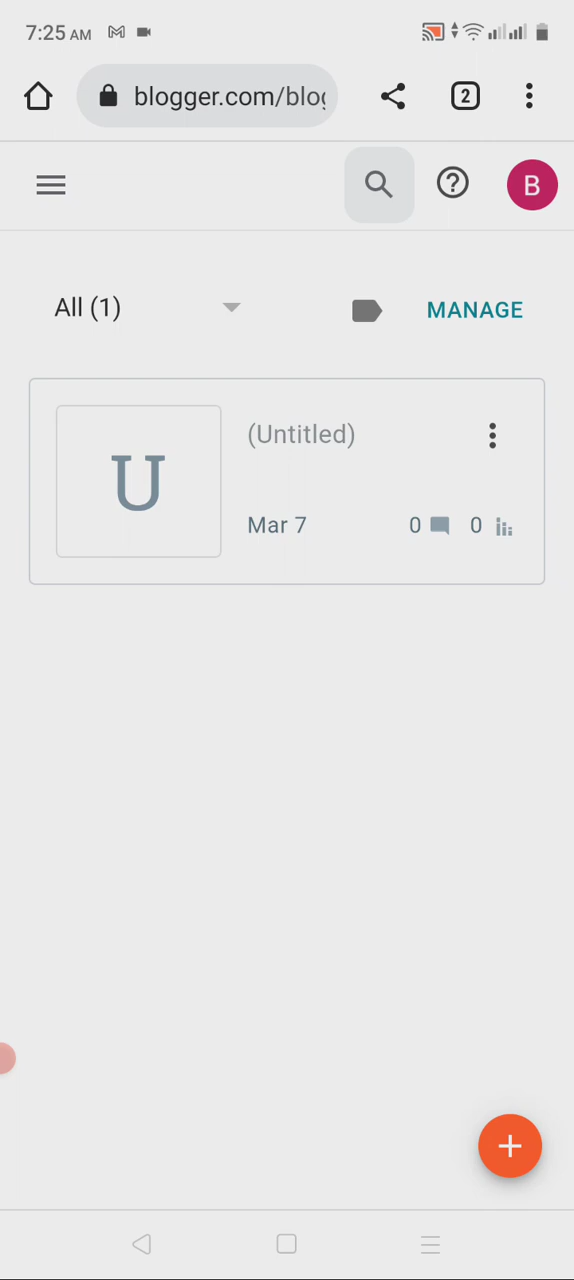 7:25 AM
blogger.com/blog
2
B
All (1)
MANAGE
U
(Untitled)
Mar 7
0
0